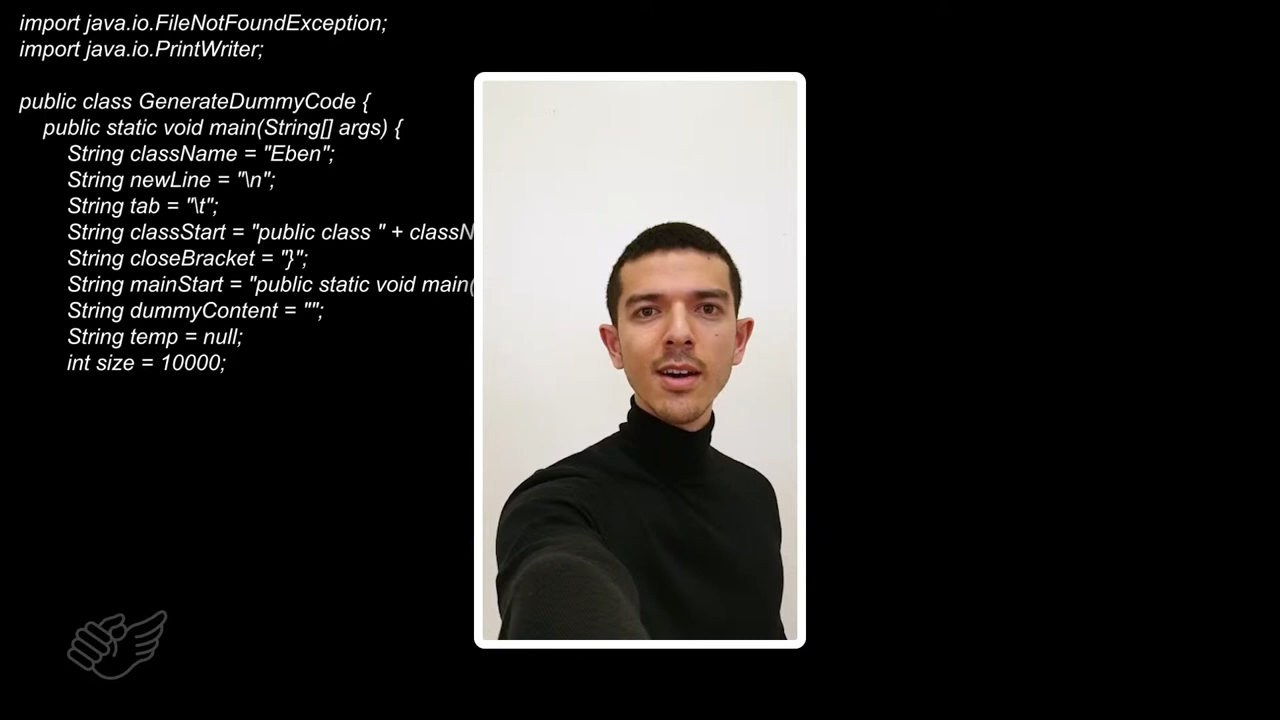 import java.io.FileNotFoundException;
import java.io.PrintWriter;
public class GenerateDummyCode {
public static void main(String[] args) {
String className = "Eben";
String newLine = "\n";
String tab = "\t";
String classStart = "public class " + classN
String closeBracket = "}";
String mainStart = "public static void main(
String dummyContent = "";
String temp = null;
int size = 10000;